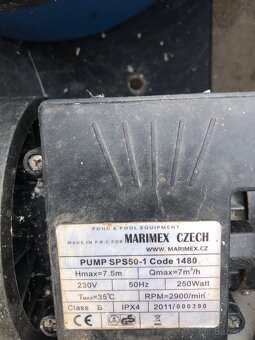 POND & POOL EQUIPMENT
MADE IN P.R.C FOR MARIMEX CZECH
WWW.MARIMEX.CZ
PUMP SPS50-1 Code 1480
Hmax=7.5m Qmax=7m³/h
230V 50Hz 250Watt
Tmax=35℃ RPM=2900/min
Class B IPX4 2011/000390